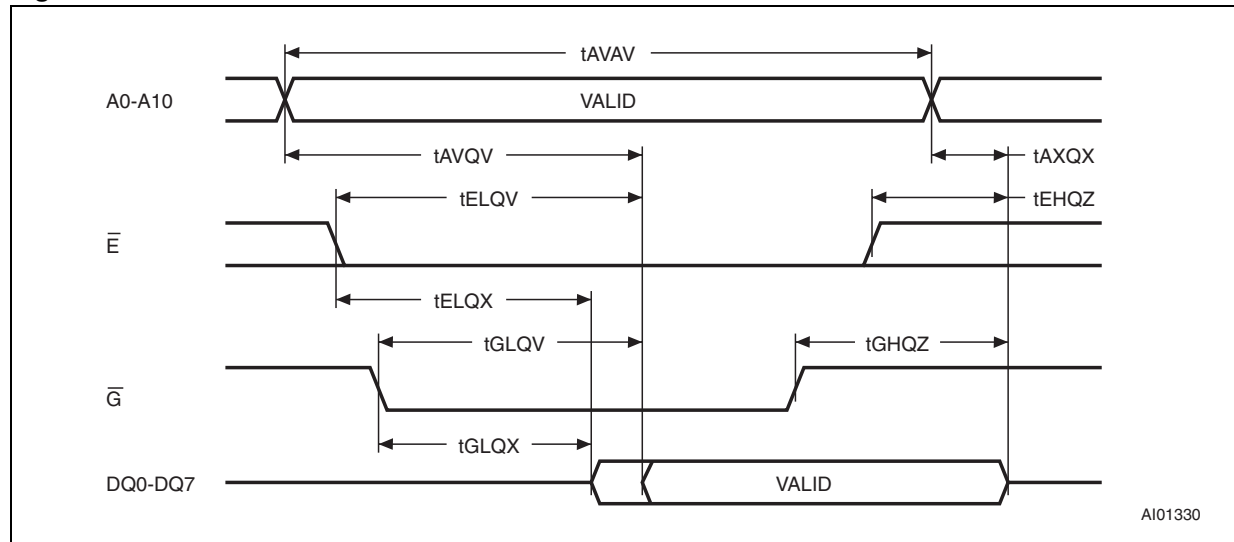 tAVAV
A0-A10
VALID
tAVQV
tAXQX
tELQV
tEHQZ
E̅
tELQX
tGLQV
tGHQZ
G̅
tGLQX
DQ0-DQ7
VALID
AI01330